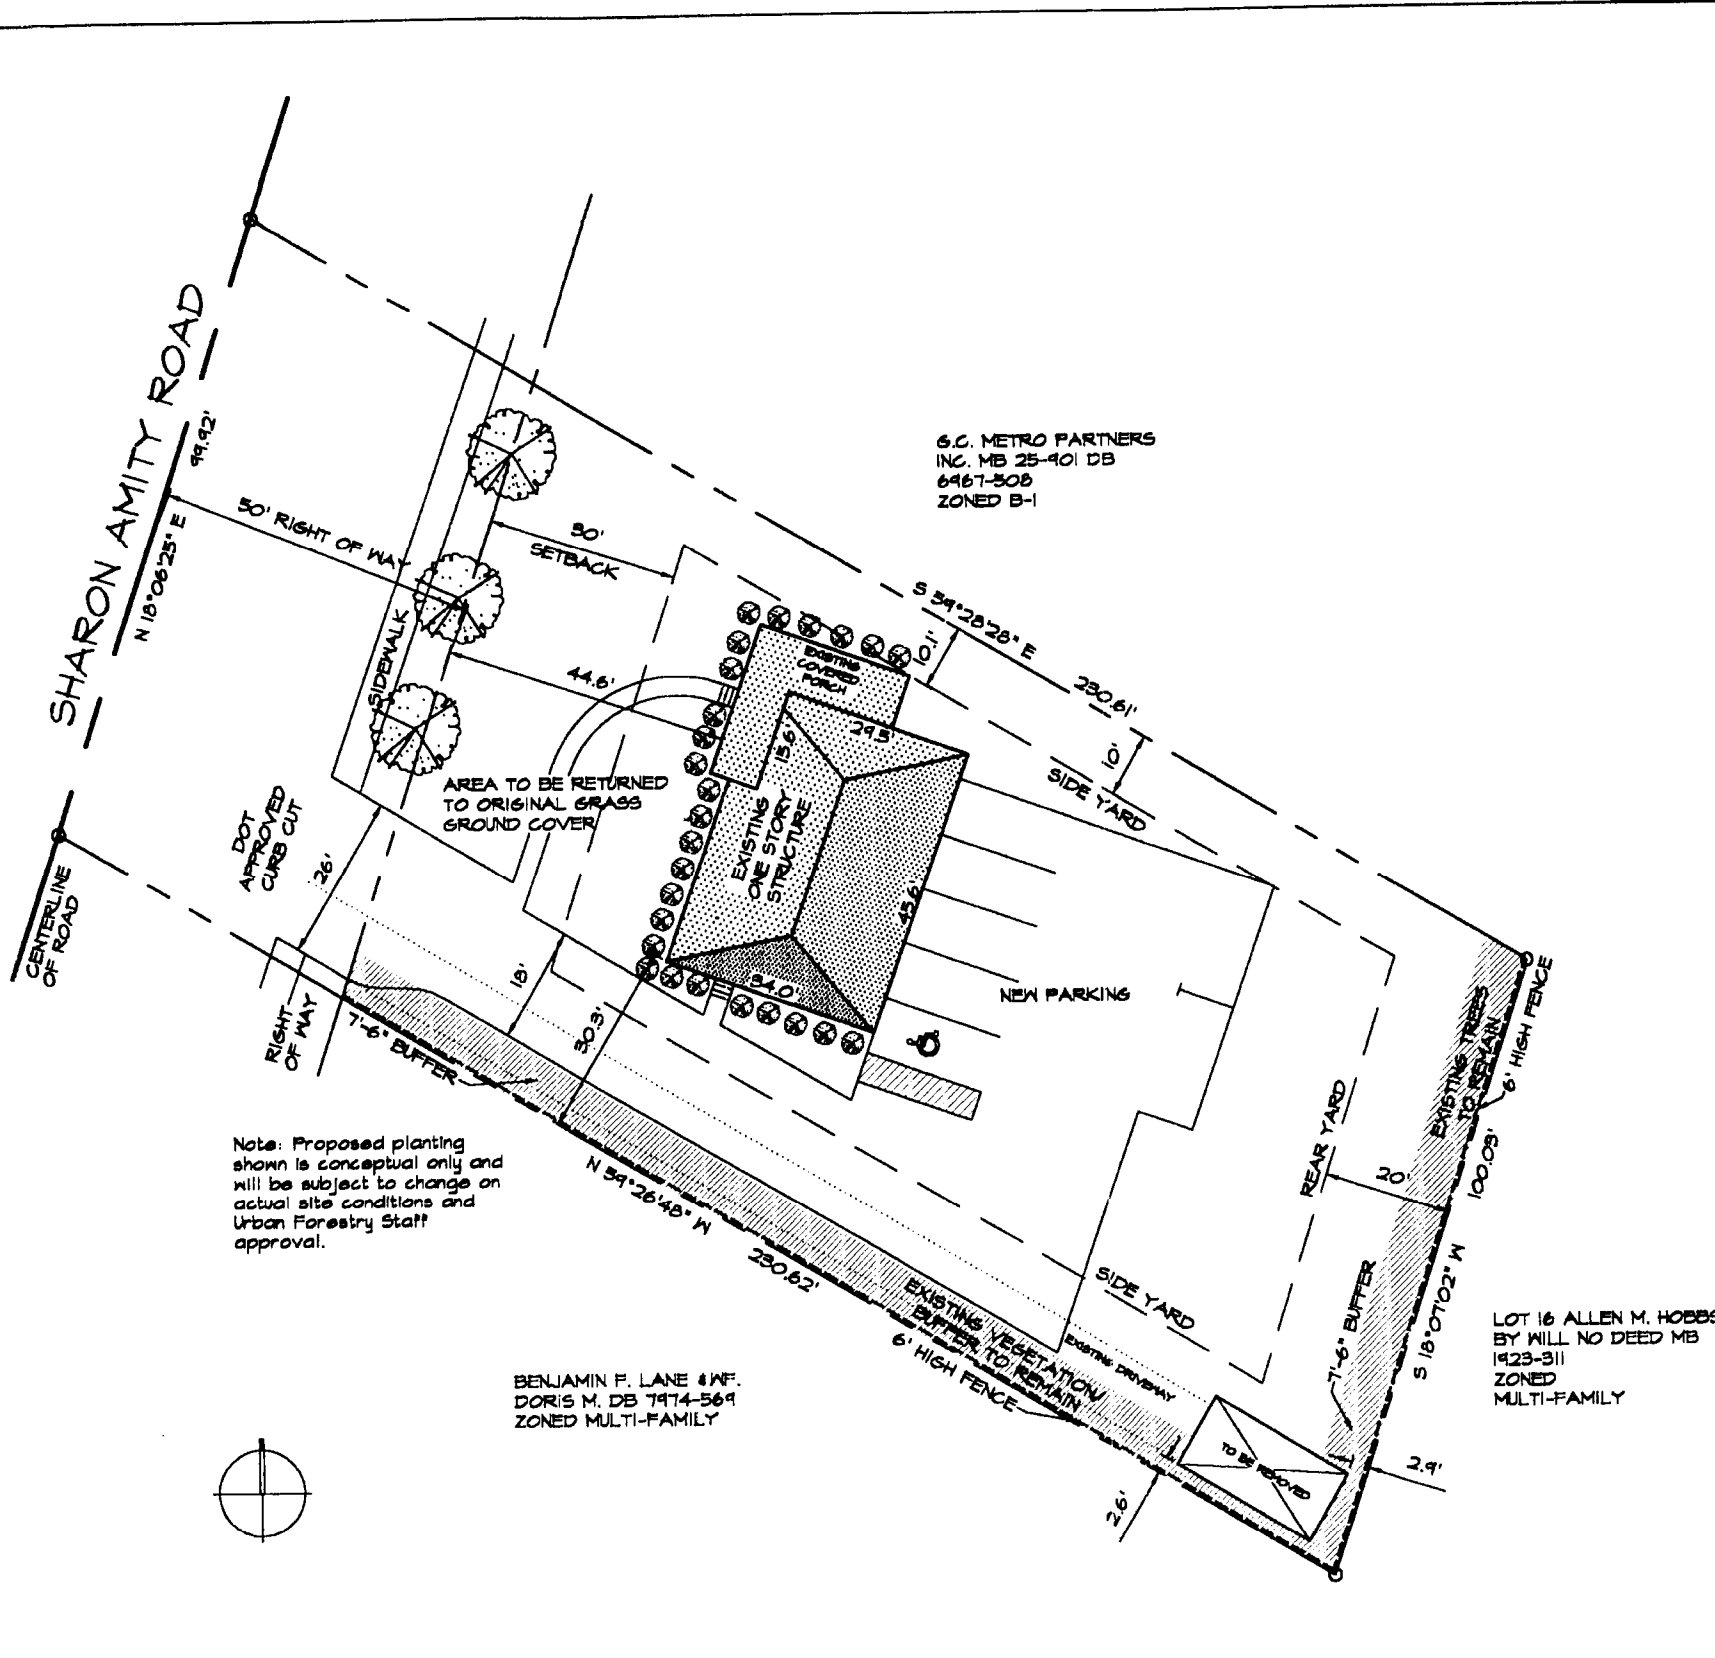 SHARON AMITY ROAD
N 18°06'25" E
99.92'
50' RIGHT OF WAY
SIDEWALK
30'
SETBACK
44.6'
G.C. METRO PARTNERS
INC. MB 25-901 DB
6967-508
ZONED B-1
S 59°28'28" E
230.61'
10.1'
10'
SIDE YARD
EXISTING
COVERED
PORCH
29.5'
13.6'
EXISTING
ONE STORY
STRUCTURE
45.6'
34.0
AREA TO BE RETURNED
TO ORIGINAL GRASS
GROUND COVER
DOT
APPROVED
CURB CUT
26'
CENTERLINE
OF ROAD
RIGHT
OF WAY
7'-6" BUFFER
18'
30.3'
NEW PARKING
EXISTING TREES
TO REMAIN
6' HIGH FENCE
REAR YARD
20'
100.03'
S 18°07'02" W
7'-6" BUFFER
Note: Proposed planting
shown is conceptual only and
will be subject to change on
actual site conditions and
Urban Forestry Staff
approval.
N 59°26'48" W
230.62'
SIDE YARD
EXISTING VEGETATION/
BUFFER TO REMAIN
EXISTING DRIVEWAY
6' HIGH FENCE
BENJAMIN F. LANE & WF.
DORIS M. DB 7974-569
ZONED MULTI-FAMILY
LOT 16 ALLEN M. HOBBS
BY WILL NO DEED MB
1923-311
ZONED
MULTI-FAMILY
TO BE REMOVED
2.9'
2.6'